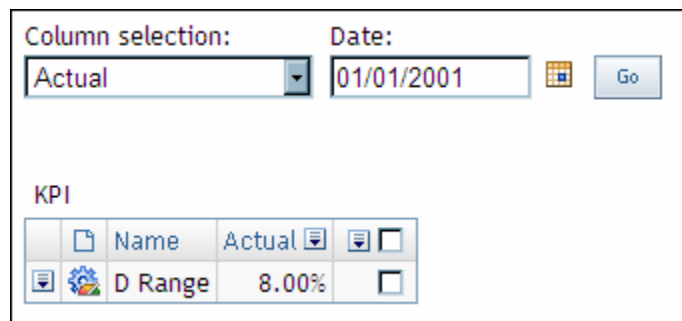 Column selection: Date:
Actual 01/01/2001 Go
KPI
Name Actual
D Range 8.00%